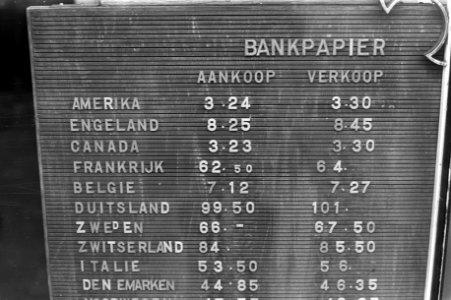 BANKPAPIER
AANKOOP VERKOOP
AMERIKA 3.24 3.30
ENGELAND 8.25 8.45
CANADA 3.23 3.30
FRANKRIJK 62.50 64.
BELGIE 7.12 7.27
DUITSLAND 99.50 101.
ZWEDEN 66.- 67.50
ZWITSERLAND 84. 85.50
ITALIE 53.50 56.
DENEMARKEN 44.85 46.35